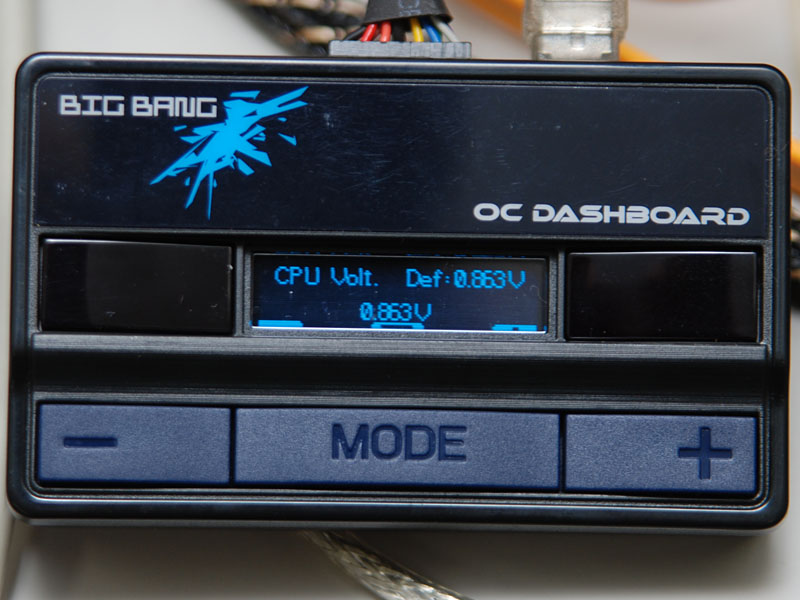 BIG BANG
OC DASHBOARD
CPU Volt. Def:0.863V
0.863V
− MODE +